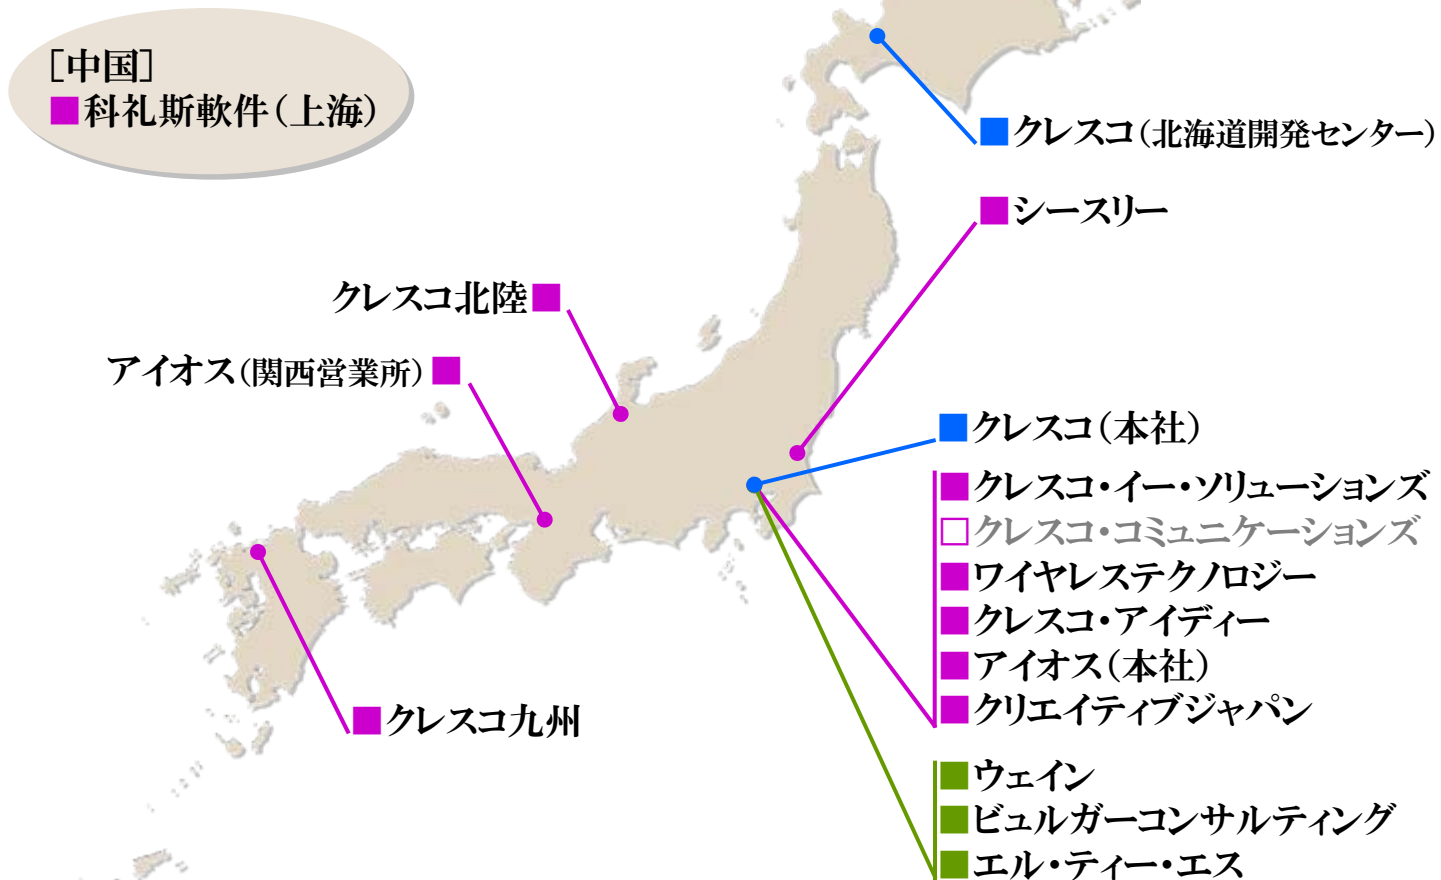 ［中国］
■科礼斯軟件（上海）
■クレスコ（北海道開発センター）
■シースリー
クレスコ北陸■
アイオス（関西営業所）■
■クレスコ（本社）
■クレスコ・イー・ソリューションズ
□クレスコ・コミュニケーションズ
■ワイヤレステクノロジー
■クレスコ・アイディー
■アイオス（本社）
■クリエイティブジャパン
■クレスコ九州
■ウェイン
■ビュルガーコンサルティング
■エル・ティー・エス